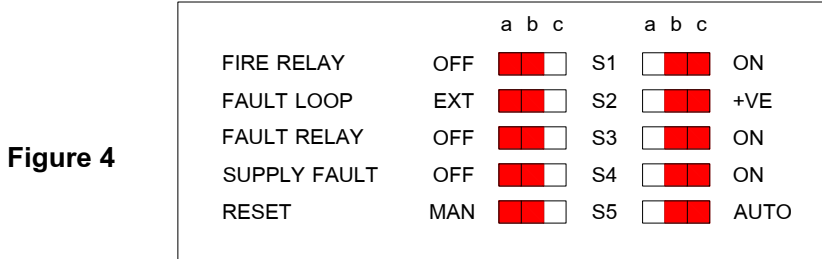 a b c a b c
FIRE RELAY OFF S1 ON
FAULT LOOP EXT S2 +VE
FAULT RELAY OFF S3 ON
Figure 4
SUPPLY FAULT OFF S4 ON
RESET MAN S5 AUTO